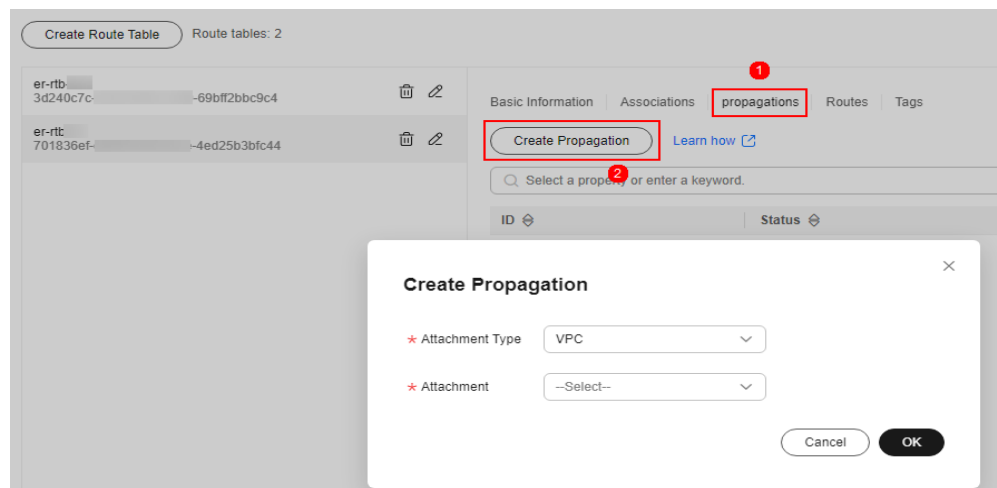 Create Route Table Route tables: 2
er-rtb-
3d240c7c- -69bff2bbc9c4
er-rtb
701836ef- -4ed25b3bfc44
1
Basic Information Associations propagations Routes Tags
Create Propagation Learn how
2
Select a property or enter a keyword.
ID Status
Create Propagation
* Attachment Type VPC
* Attachment --Select--
Cancel OK